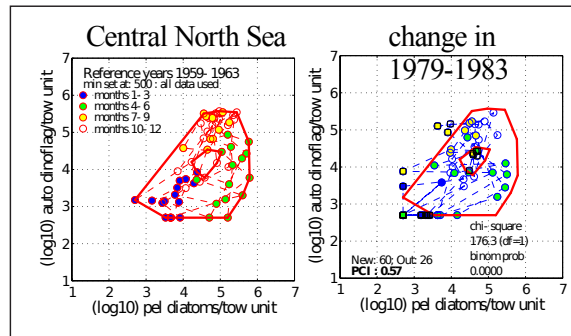 Central North Sea
change in
1979-1983
Reference years 1959- 1963
min set at: 500 : all data used
months 1- 3
months 4- 6
months 7- 9
months 10- 12
(log10) auto dinoflag/tow unit
7
6
5
4
3
2
1
1 2 3 4 5 6 7
(log10) pel diatoms/tow unit
(log10) auto dinoflag/tow unit
7
6
5
4
3
2
1
chi- square
176.3 (df=1)
binom prob
0.0000
New: 60; Out: 26
PCI : 0.57
1 2 3 4 5 6 7
(log10) pel diatoms/tow unit